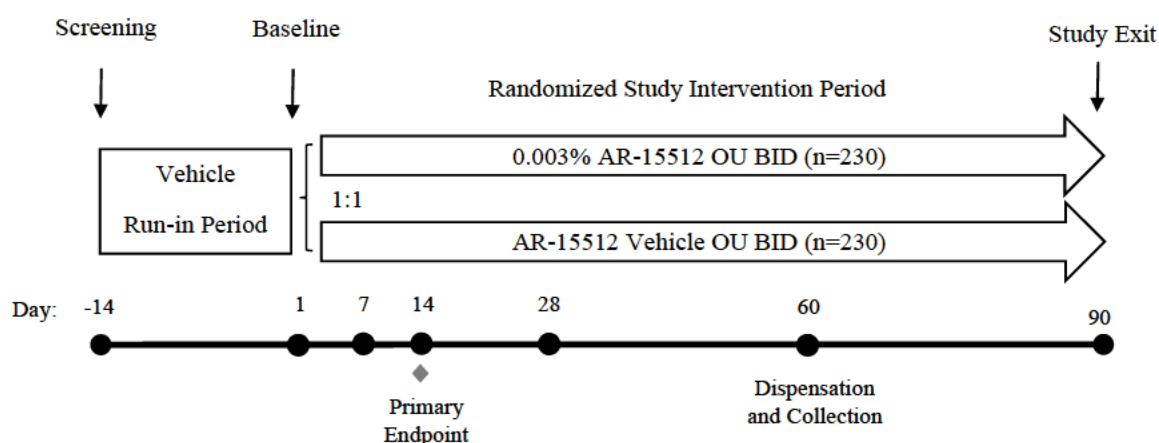 Screening
Baseline
Study Exit
Randomized Study Intervention Period
Vehicle
Run-in Period
1:1
0.003% AR-15512 OU BID (n=230)
AR-15512 Vehicle OU BID (n=230)
Day: -14 1 7 14 28 60 90
Primary
Endpoint
Dispensation
and Collection